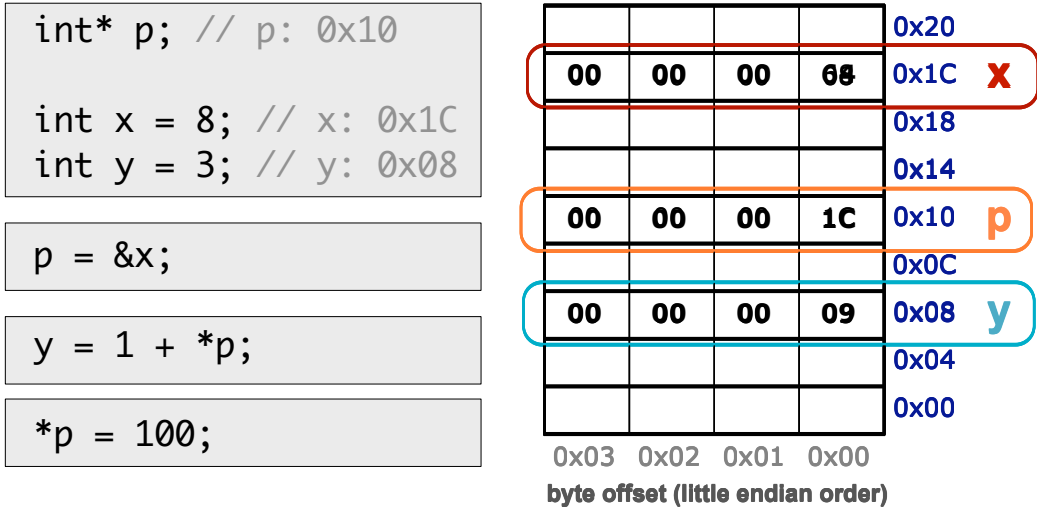 int* p; // p: 0x10
int x = 8; // x: 0x1C
int y = 3; // y: 0x08
p = &x;
y = 1 + *p;
*p = 100;
0x20
00 00 00 0x1C x
0x18
0x14
00 00 00 1C 0x10 p
0x0C
00 00 00 09 0x08 y
0x04
0x00
0x03 0x02 0x01 0x00
byte offset (little endian order)